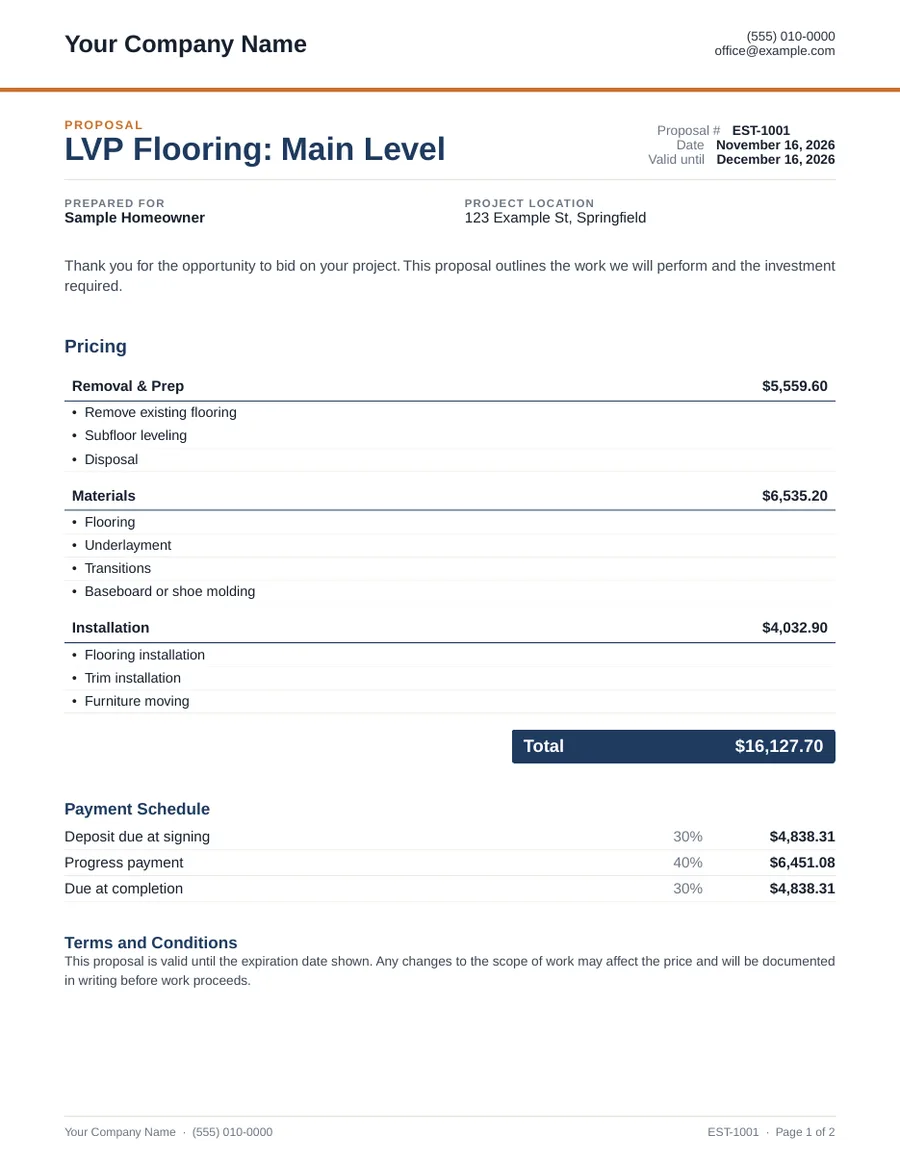 Your Company Name
(555) 010-0000
office@example.com
PROPOSAL
LVP Flooring: Main Level
Proposal # EST-1001
Date November 16, 2026
Valid until December 16, 2026
PREPARED FOR
Sample Homeowner
PROJECT LOCATION
123 Example St, Springfield
Thank you for the opportunity to bid on your project. This proposal outlines the work we will perform and the investment
required.
Pricing
Removal & Prep $5,559.60
• Remove existing flooring
• Subfloor leveling
• Disposal
Materials $6,535.20
• Flooring
• Underlayment
• Transitions
• Baseboard or shoe molding
Installation $4,032.90
• Flooring installation
• Trim installation
• Furniture moving
Total $16,127.70
Payment Schedule
Deposit due at signing 30% $4,838.31
Progress payment 40% $6,451.08
Due at completion 30% $4,838.31
Terms and Conditions
This proposal is valid until the expiration date shown. Any changes to the scope of work may affect the price and will be documented
in writing before work proceeds.
Your Company Name · (555) 010-0000
EST-1001 · Page 1 of 2